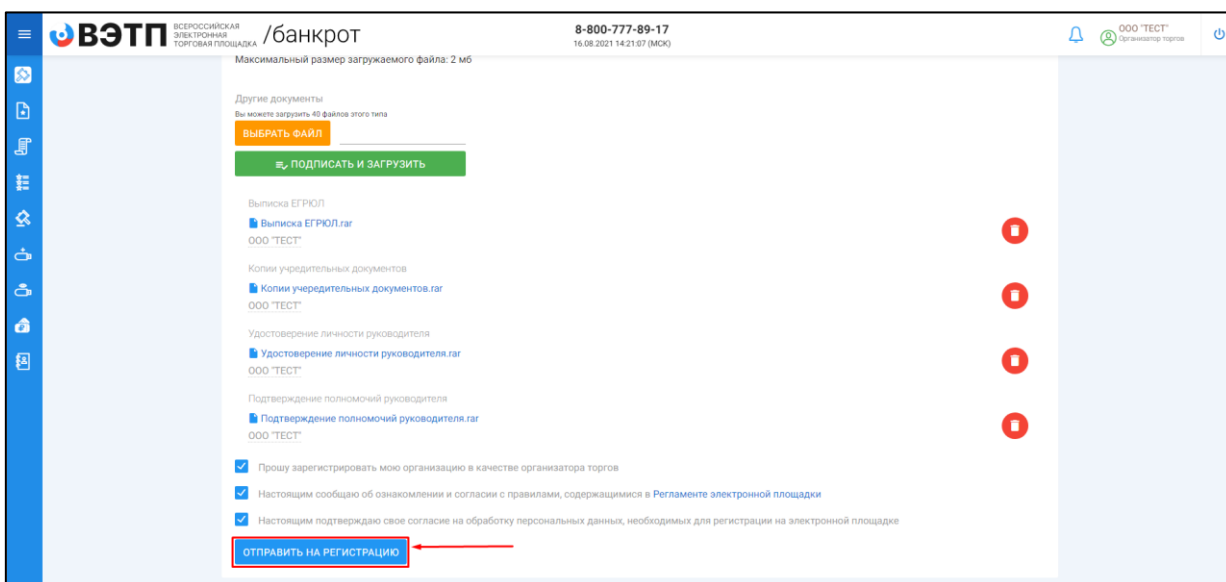 ВЭТП
ВСЕРОССИЙСКАЯ
ЭЛЕКТРОННАЯ
ТОРГОВАЯ ПЛОЩАДКА
/банкрот
8-800-777-89-17
16.08.2021 14:21:07 (МСК)
ООО "ТЕСТ"
Организатор торгов
Максимальный размер загружаемого файла: 2 мб
Другие документы
Вы можете загрузить 40 файлов этого типа
ВЫБРАТЬ ФАЙЛ
ПОДПИСАТЬ И ЗАГРУЗИТЬ
Выписка ЕГРЮЛ
Выписка ЕГРЮЛ.rar
ООО "ТЕСТ"
Копии учредительных документов
Копии учередительных документов.rar
ООО "ТЕСТ"
Удостоверение личности руководителя
Удостоверение личности руководителя.rar
ООО "ТЕСТ"
Подтверждение полномочий руководителя
Подтверждение полномочий руководителя.rar
ООО "ТЕСТ"
Прошу зарегистрировать мою организацию в качестве организатора торгов
Настоящим сообщаю об ознакомлении и согласии с правилами, содержащимися в Регламенте электронной площадки
Настоящим подтверждаю свое согласие на обработку персональных данных, необходимых для регистрации на электронной площадке
ОТПРАВИТЬ НА РЕГИСТРАЦИЮ